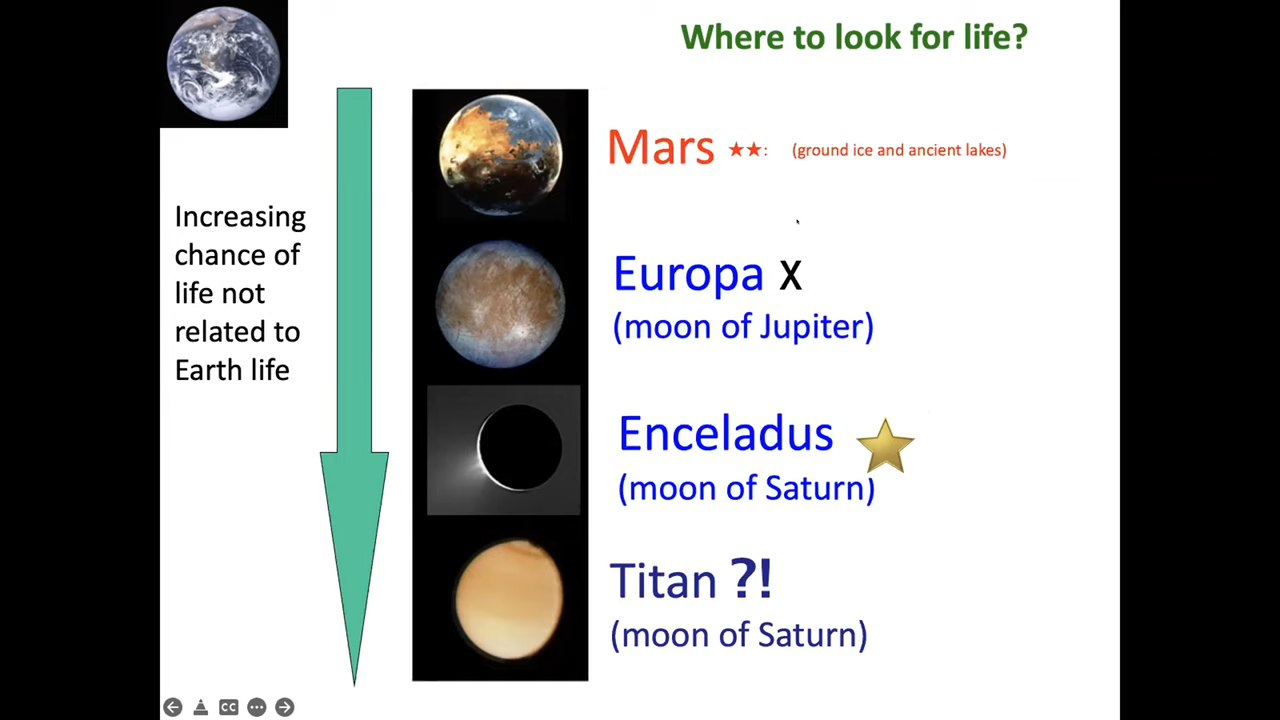 Where to look for life?
Mars ★★: (ground ice and ancient lakes)
Increasing
chance of
life not
related to
Earth life
Europa X
(moon of Jupiter)
Enceladus
(moon of Saturn)
Titan ?!
(moon of Saturn)
CC